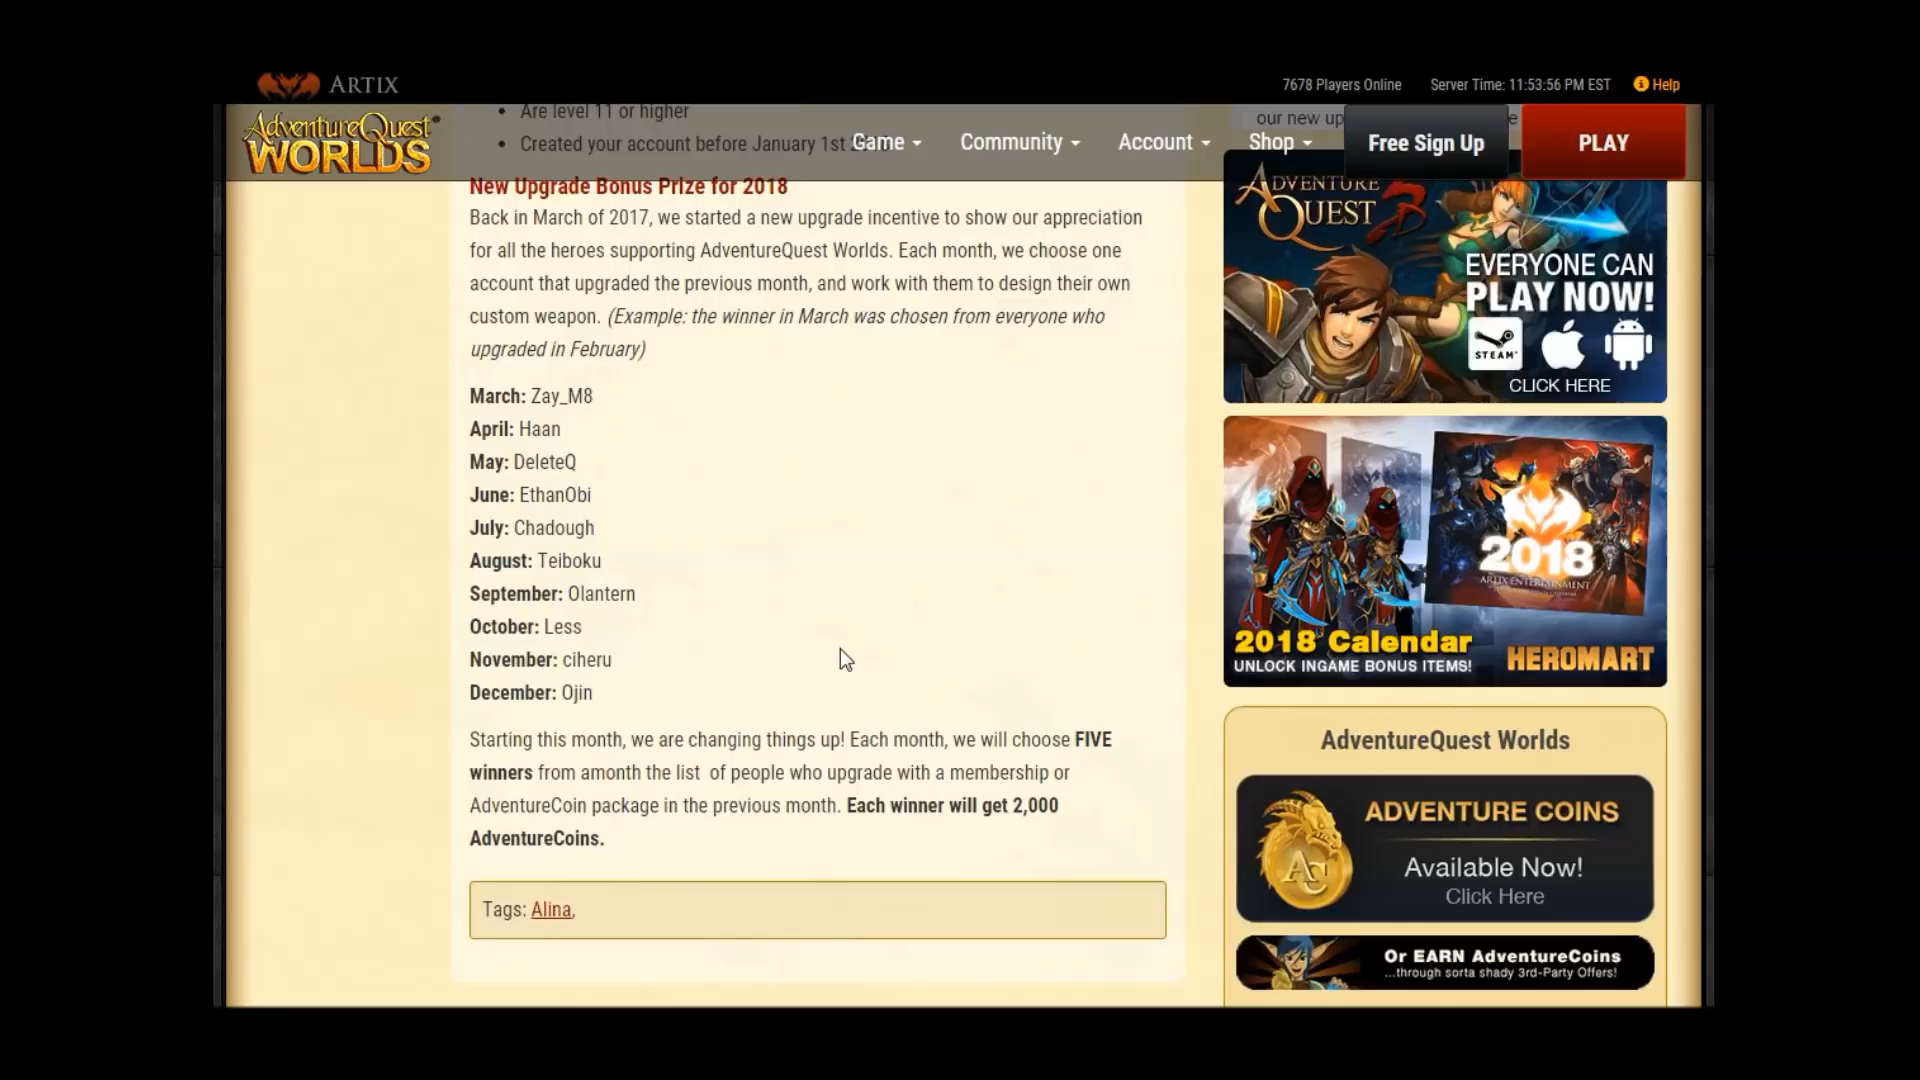 ARTIX
7678 Players Online
Server Time: 11:53:56 PM EST
Help
AdventureQuest
WORLDS
Game
Community
Account
Shop
Free Sign Up
PLAY
Are level 11 or higher
Created your account before January 1st
New Upgrade Bonus Prize for 2018
Back in March of 2017, we started a new upgrade incentive to show our appreciation
for all the heroes supporting AdventureQuest Worlds. Each month, we choose one
account that upgraded the previous month, and work with them to design their own
custom weapon. (Example: the winner in March was chosen from everyone who
upgraded in February)
March: Zay_M8
April: Haan
May: DeleteQ
June: EthanObi
July: Chadough
August: Teiboku
September: Olantern
October: Less
November: ciheru
December: Ojin
Starting this month, we are changing things up! Each month, we will choose FIVE
winners from amonth the list of people who upgrade with a membership or
AdventureCoin package in the previous month. Each winner will get 2,000
AdventureCoins.
Tags: Alina,
our new up
ADVENTURE
QUEST 3D
EVERYONE CAN
PLAY NOW!
STEAM
CLICK HERE
2018
ARTIX ENTERTAINMENT
2018 Calendar
UNLOCK INGAME BONUS ITEMS!
HEROMART
AdventureQuest Worlds
AC
ADVENTURE COINS
Available Now!
Click Here
Or EARN AdventureCoins
...through sorta shady 3rd-Party Offers!